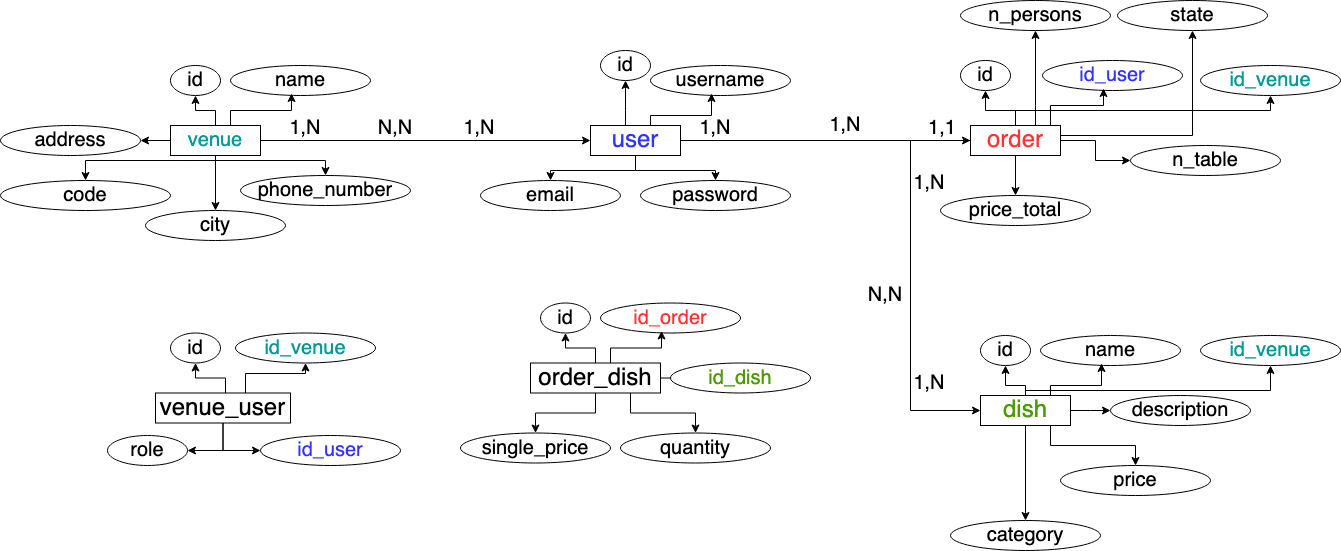 n_persons
state
id
name
id
username
id
id_user
id_venue
address
venue
1,N
N,N
1,N
user
1,N
1,N
1,1
order
n_table
code
phone_number
email
password
1,N
price_total
city
N,N
id
id_order
id
id_venue
id
name
id_venue
order_dish
id_dish
1,N
venue_user
dish
description
role
id_user
single_price
quantity
price
category